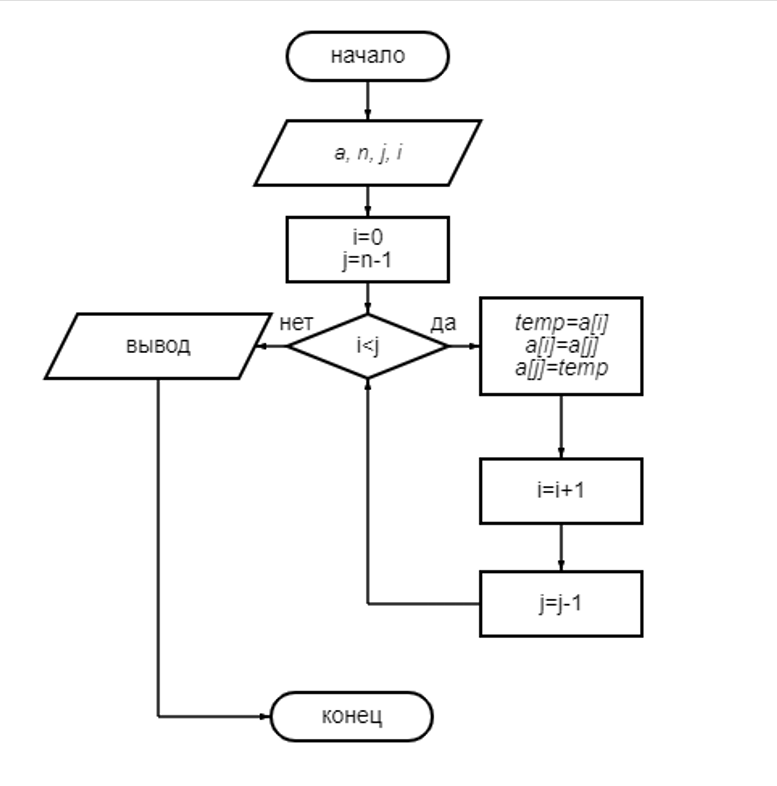 начало
a, n, j, i
i=0
j=n-1
нет
да
вывод
i<j
temp=a[i]
a[i]=a[j]
a[j]=temp
i=i+1
j=j-1
конец